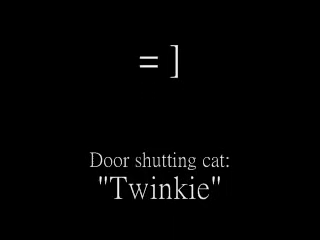 = ]
Door shutting cat:
"Twinkie"